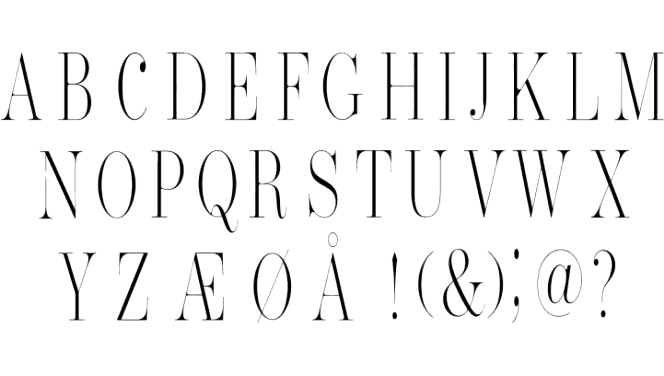 A B C D E F G H I J K L M
N O P Q R S T U V W X
Y Z Æ Ø Å ! ( & ) ; @ ?